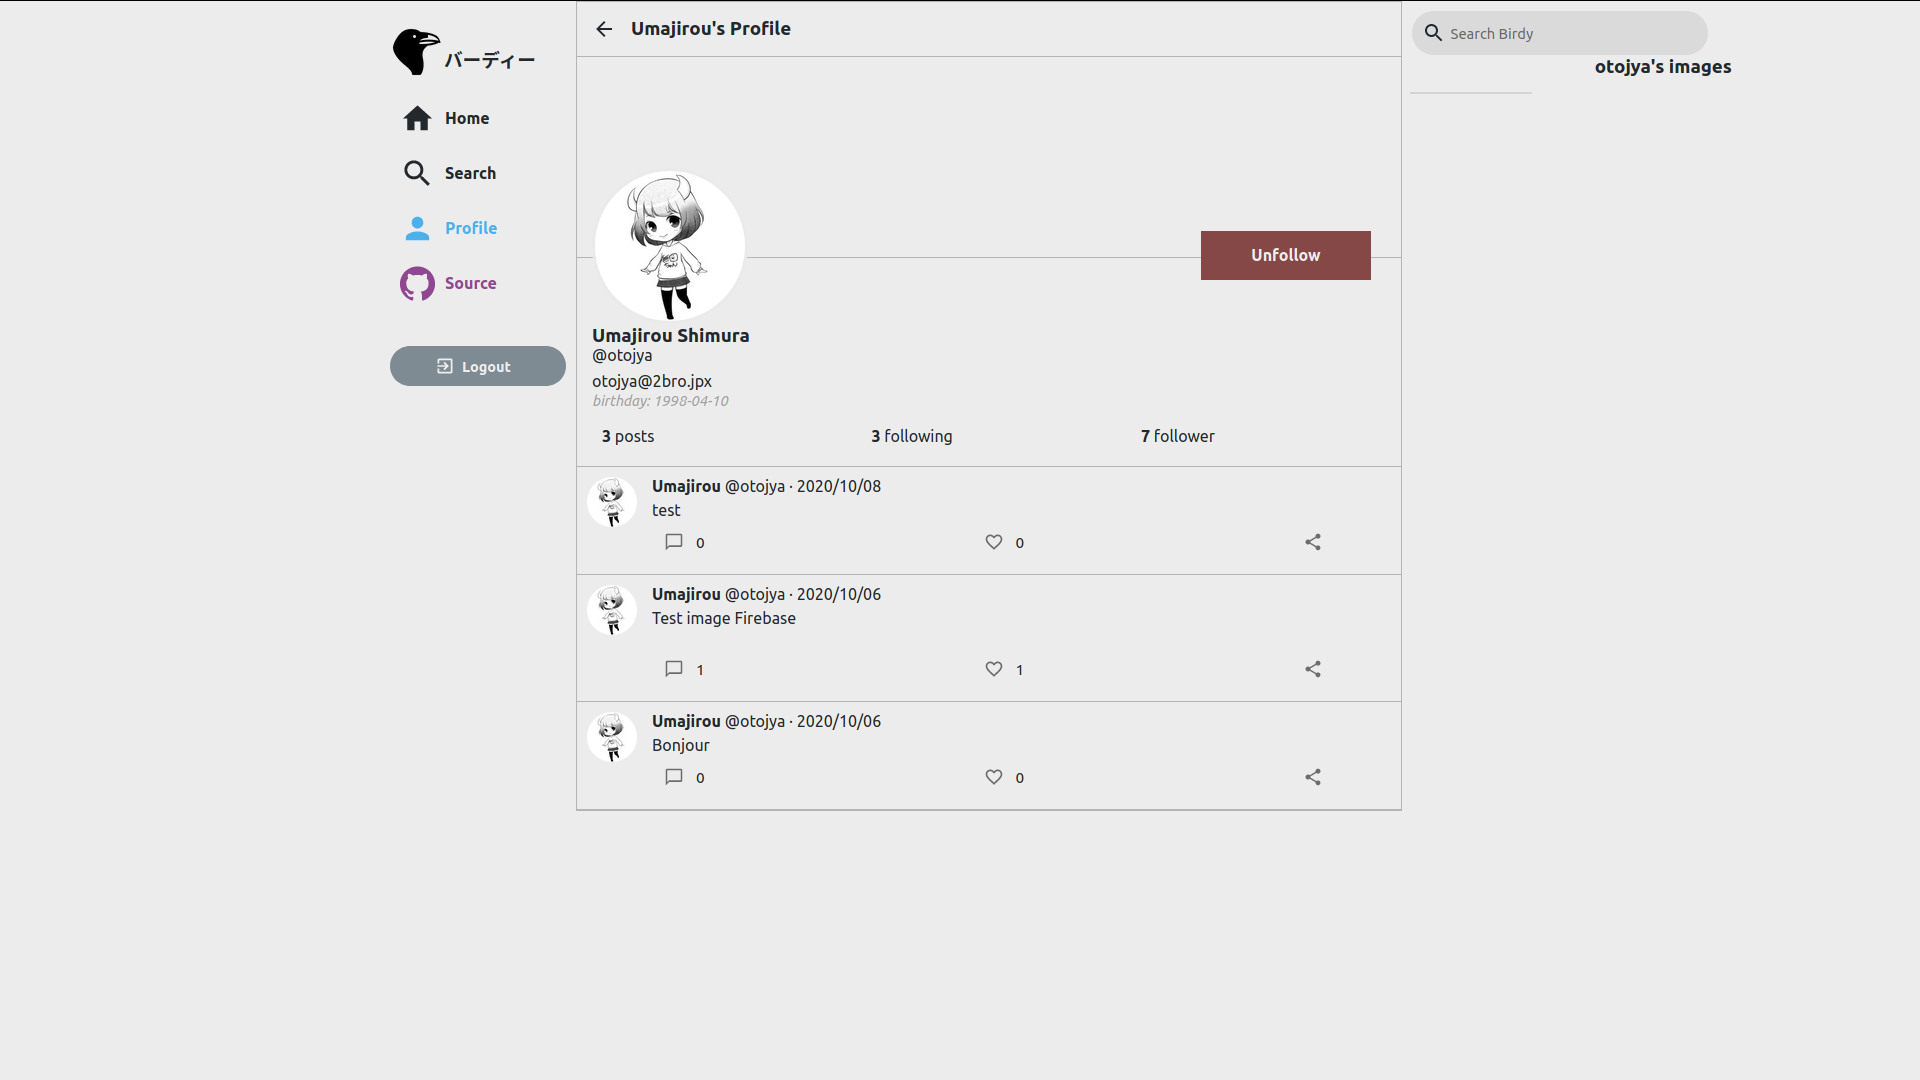 バーディー
Home
Search
Profile
Source
Logout
Umajirou's Profile
Unfollow
Umajirou Shimura
@otojya
otojya@2bro.jpx
birthday: 1998-04-10
3 posts 3 following 7 follower
Umajirou @otojya · 2020/10/08
test
0 0
Umajirou @otojya · 2020/10/06
Test image Firebase
1 1
Umajirou @otojya · 2020/10/06
Bonjour
0 0
Search Birdy
otojya's images